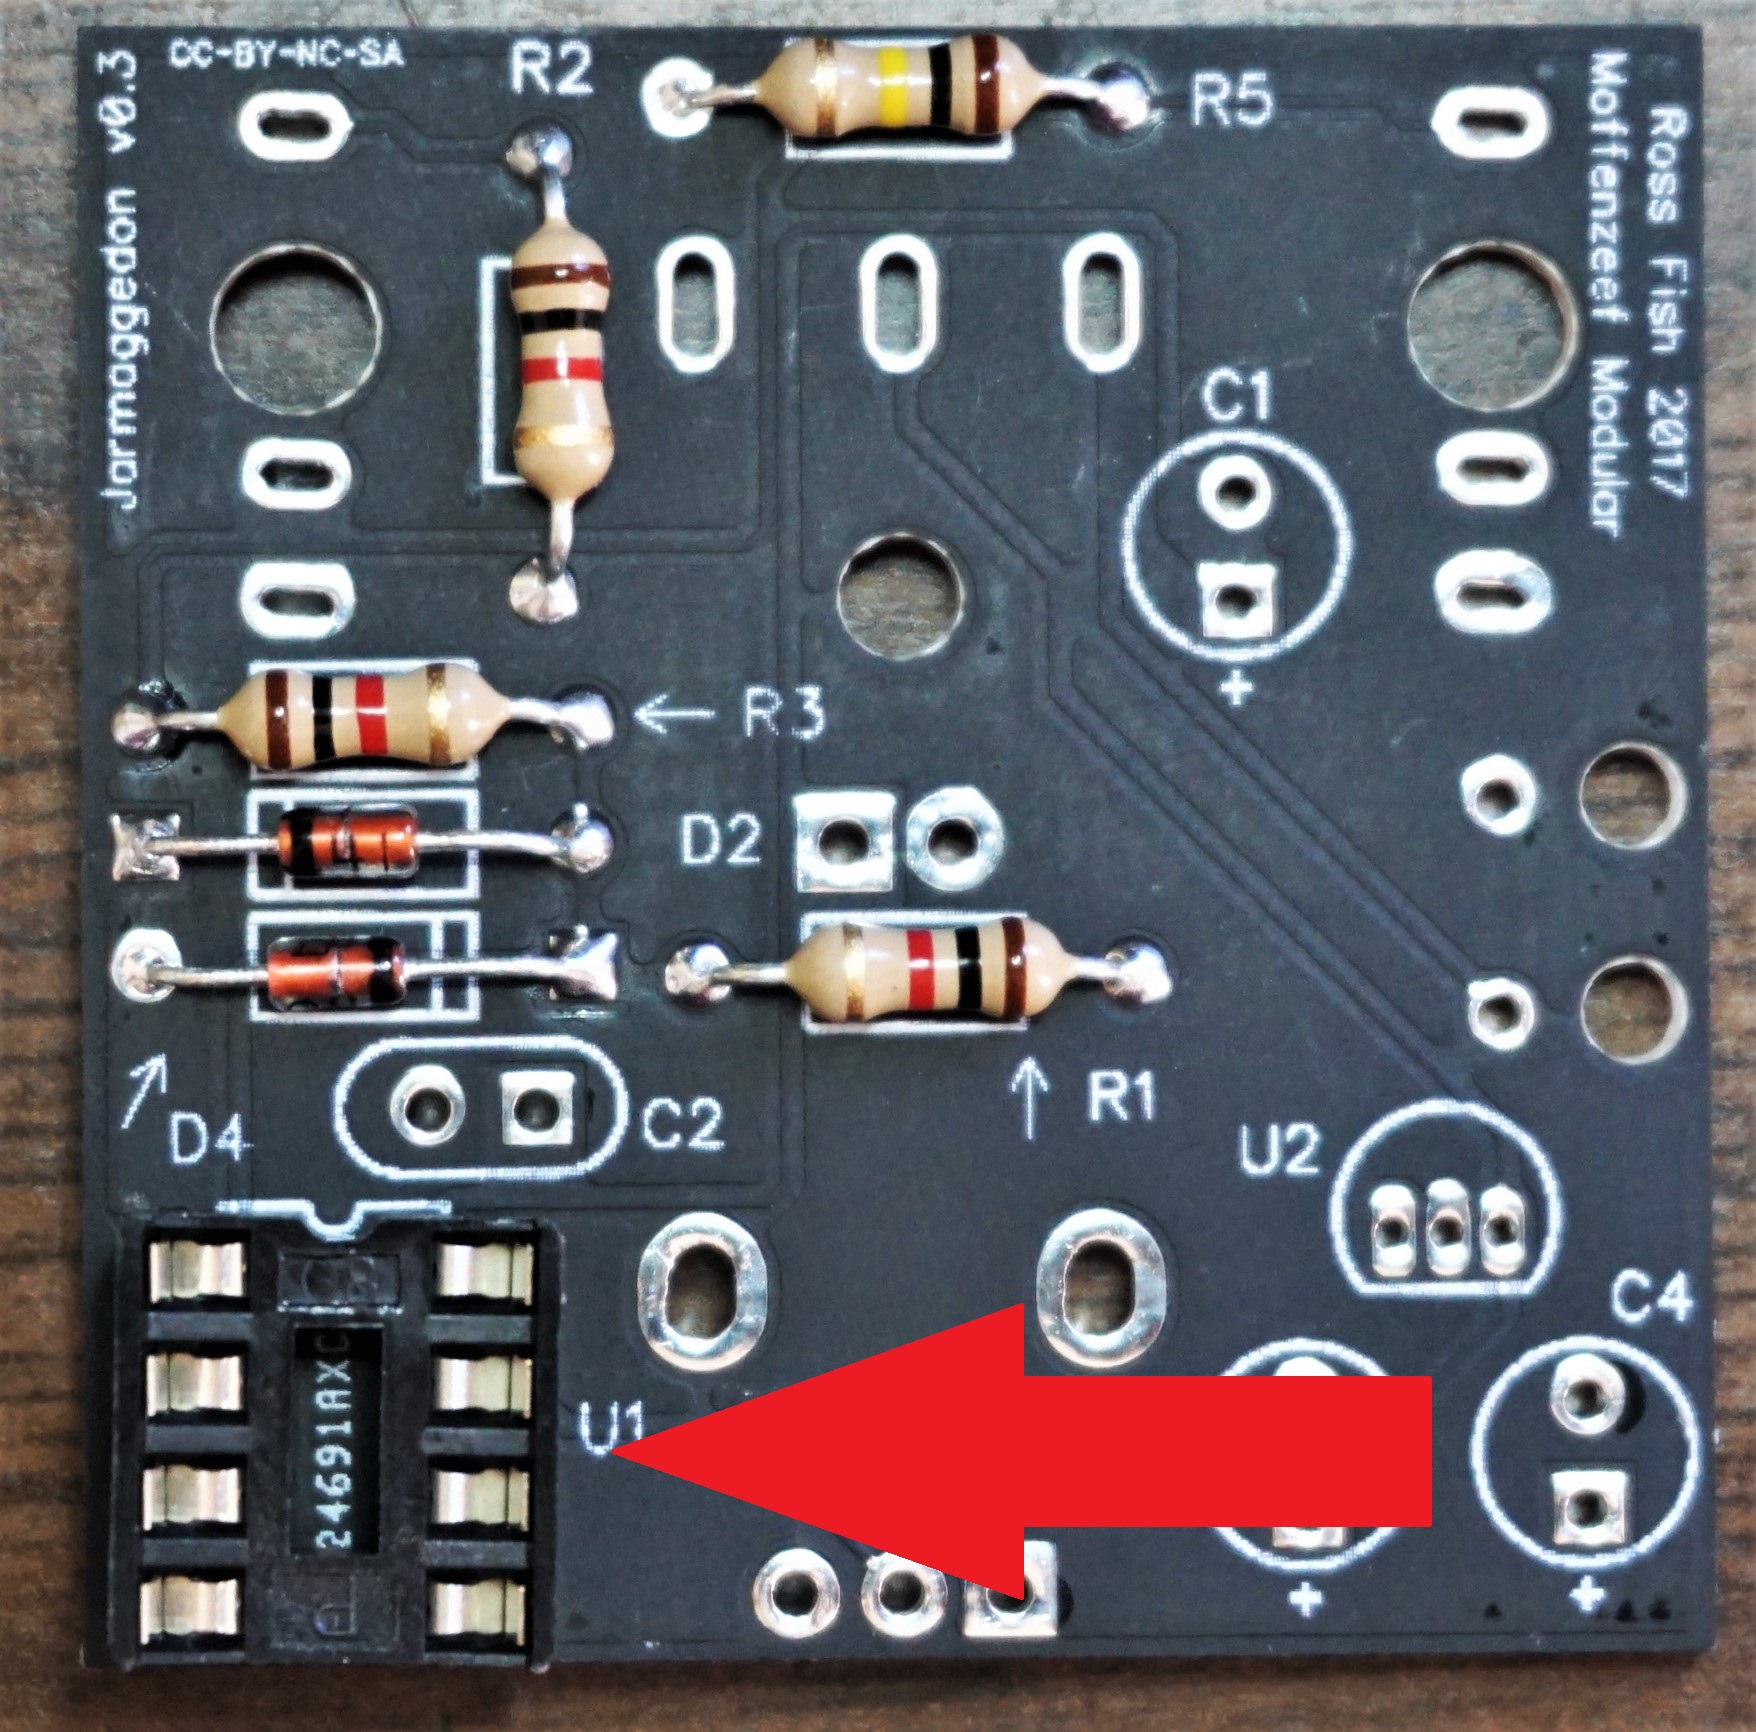 CC-BY-NC-SA
R2
R5
Jarmaggedon v0.3
Ross Fish 2017
Moffenzeef Modular
C1
+
R3
D2
R1
D4
C2
U2
C4
U1
24691AX
+
+